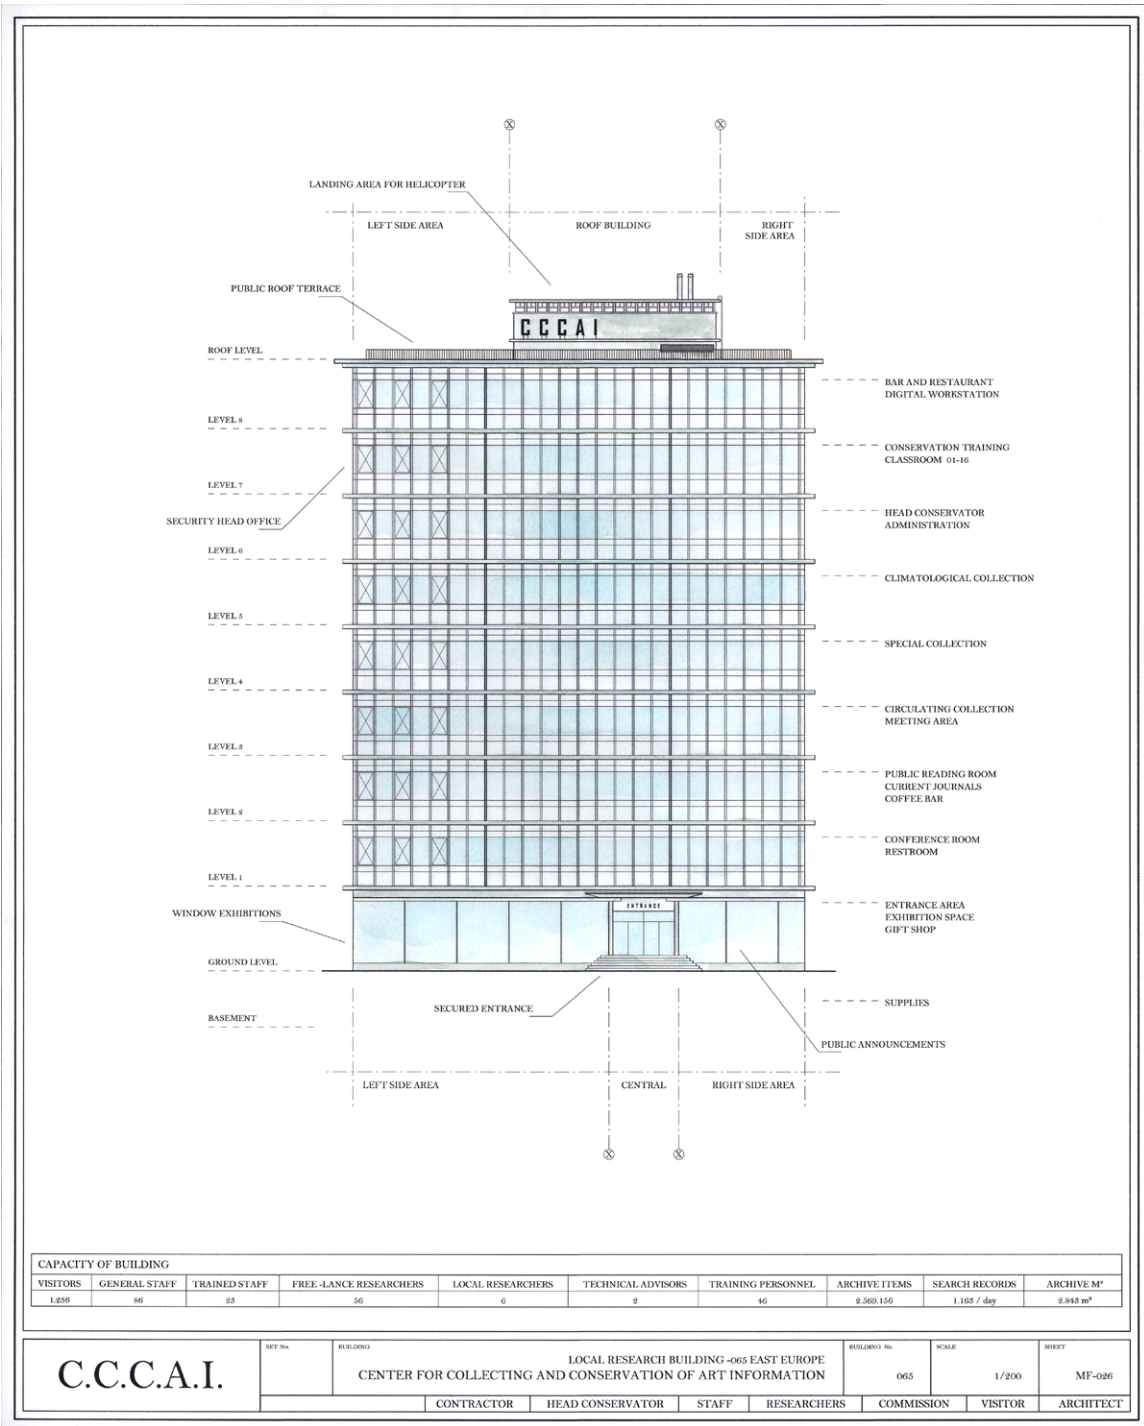 LANDING AREA FOR HELICOPTER
LEFT SIDE AREA
ROOF BUILDING
RIGHT
SIDE AREA
PUBLIC ROOF TERRACE
CCCAI
ROOF LEVEL
BAR AND RESTAURANT
DIGITAL WORKSTATION
LEVEL 8
CONSERVATION TRAINING
CLASSROOM 01-16
LEVEL 7
SECURITY HEAD OFFICE
HEAD CONSERVATOR
ADMINISTRATION
LEVEL 6
CLIMATOLOGICAL COLLECTION
LEVEL 5
SPECIAL COLLECTION
LEVEL 4
CIRCULATING COLLECTION
MEETING AREA
LEVEL 3
PUBLIC READING ROOM
CURRENT JOURNALS
COFFEE BAR
LEVEL 2
CONFERENCE ROOM
RESTROOM
LEVEL 1
ENTRANCE
WINDOW EXHIBITIONS
ENTRANCE AREA
EXHIBITION SPACE
GIFT SHOP
GROUND LEVEL
SECURED ENTRANCE
SUPPLIES
BASEMENT
PUBLIC ANNOUNCEMENTS
LEFT SIDE AREA
CENTRAL
RIGHT SIDE AREA
CAPACITY OF BUILDING
VISITORS GENERAL STAFF TRAINED STAFF FREE -LANCE RESEARCHERS LOCAL RESEARCHERS TECHNICAL ADVISORS TRAINING PERSONNEL ARCHIVE ITEMS SEARCH RECORDS ARCHIVE M²
1.256 86 23 56 6 2 46 2.569.156 1.163 / day 2.843 m²
C.C.C.A.I.
SET No.
BUILDING
LOCAL RESEARCH BUILDING -065 EAST EUROPE
CENTER FOR COLLECTING AND CONSERVATION OF ART INFORMATION
BUILDING No.
065
SCALE
1/200
SHEET
MF-026
CONTRACTOR HEAD CONSERVATOR STAFF RESEARCHERS COMMISSION VISITOR ARCHITECT